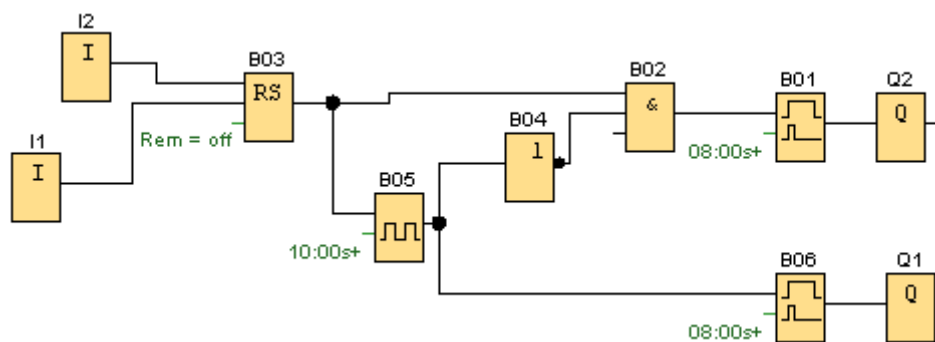 I2
I
B03
RS
Rem = off
I1
I
B02
&
B01
08:00s+
Q2
Q
B04
1
B05
10:00s+
B06
08:00s+
Q1
Q